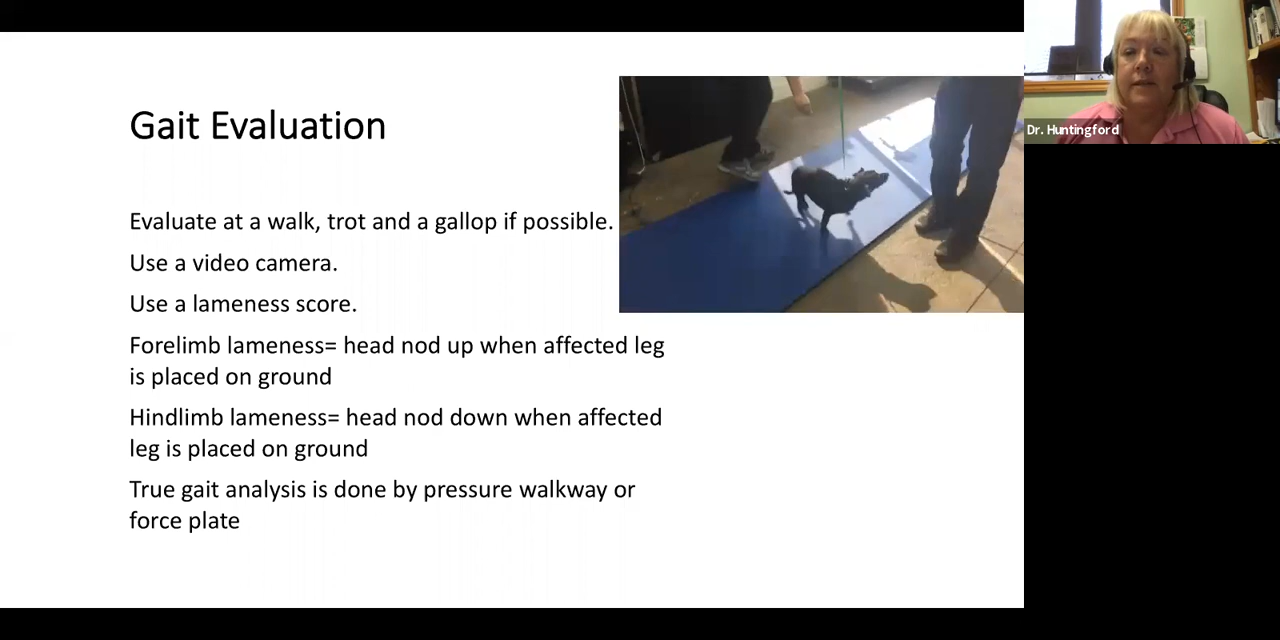 Gait Evaluation
Evaluate at a walk, trot and a gallop if possible.
Use a video camera.
Use a lameness score.
Forelimb lameness= head nod up when affected leg
is placed on ground
Hindlimb lameness= head nod down when affected
leg is placed on ground
True gait analysis is done by pressure walkway or
force plate
Dr. Huntingford